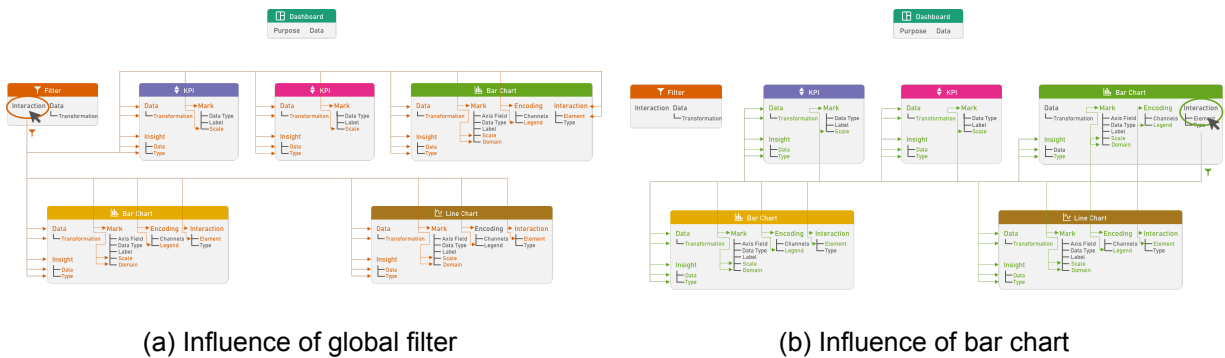 Dashboard
Purpose Data
Filter
Interaction Data
Transformation
KPI
Data Mark
Transformation Data Type
Label
Scale
Insight
Data
Type
KPI
Data Mark
Transformation Data Type
Label
Scale
Insight
Data
Type
Bar Chart
Data Mark Encoding Interaction
Transformation Axis Field Channels Element
Data Type Legend Type
Label
Scale
Domain
Insight
Data
Type
Bar Chart
Data Mark Encoding Interaction
Transformation Axis Field Channels Element
Data Type Legend Type
Label
Scale
Domain
Insight
Data
Type
Line Chart
Data Mark Encoding Interaction
Transformation Axis Field Channels Element
Data Type Legend Type
Label
Scale
Domain
Insight
Data
Type
(a) Influence of global filter
Dashboard
Purpose Data
Filter
Interaction Data
Transformation
KPI
Data Mark
Transformation Data Type
Label
Scale
Insight
Data
Type
KPI
Data Mark
Transformation Data Type
Label
Scale
Insight
Data
Type
Bar Chart
Data Mark Encoding Interaction
Transformation Axis Field Channels Element
Data Type Legend Type
Label
Scale
Domain
Insight
Data
Type
Bar Chart
Data Mark Encoding Interaction
Transformation Axis Field Channels Element
Data Type Legend Type
Label
Scale
Domain
Insight
Data
Type
Line Chart
Data Mark Encoding Interaction
Transformation Axis Field Channels Element
Data Type Legend Type
Label
Scale
Domain
Insight
Data
Type
(b) Influence of bar chart